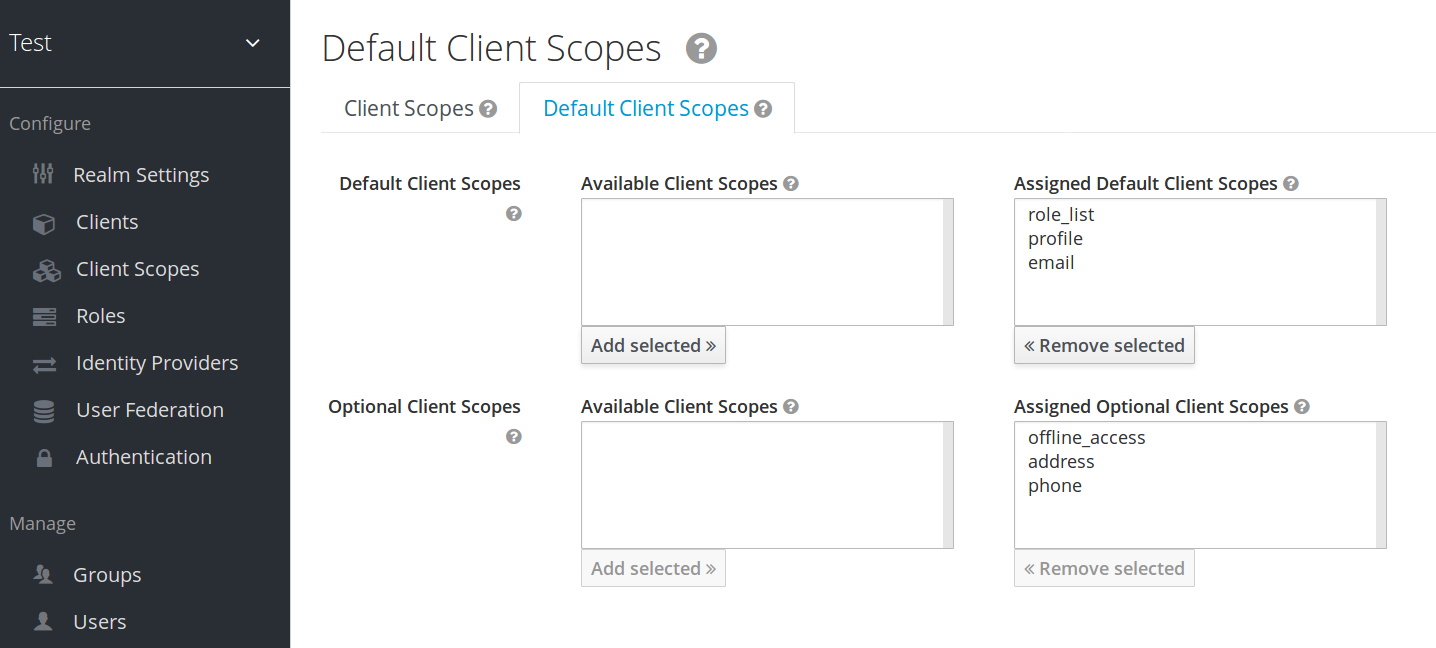 Test
Configure
Realm Settings
Clients
Client Scopes
Roles
Identity Providers
User Federation
Authentication
Manage
Groups
Users
Default Client Scopes ?
Client Scopes ?
Default Client Scopes ?
Default Client Scopes ?
Available Client Scopes ?
Add selected »
Assigned Default Client Scopes ?
role_list
profile
email
« Remove selected
Optional Client Scopes ?
Available Client Scopes ?
Add selected »
Assigned Optional Client Scopes ?
offline_access
address
phone
« Remove selected